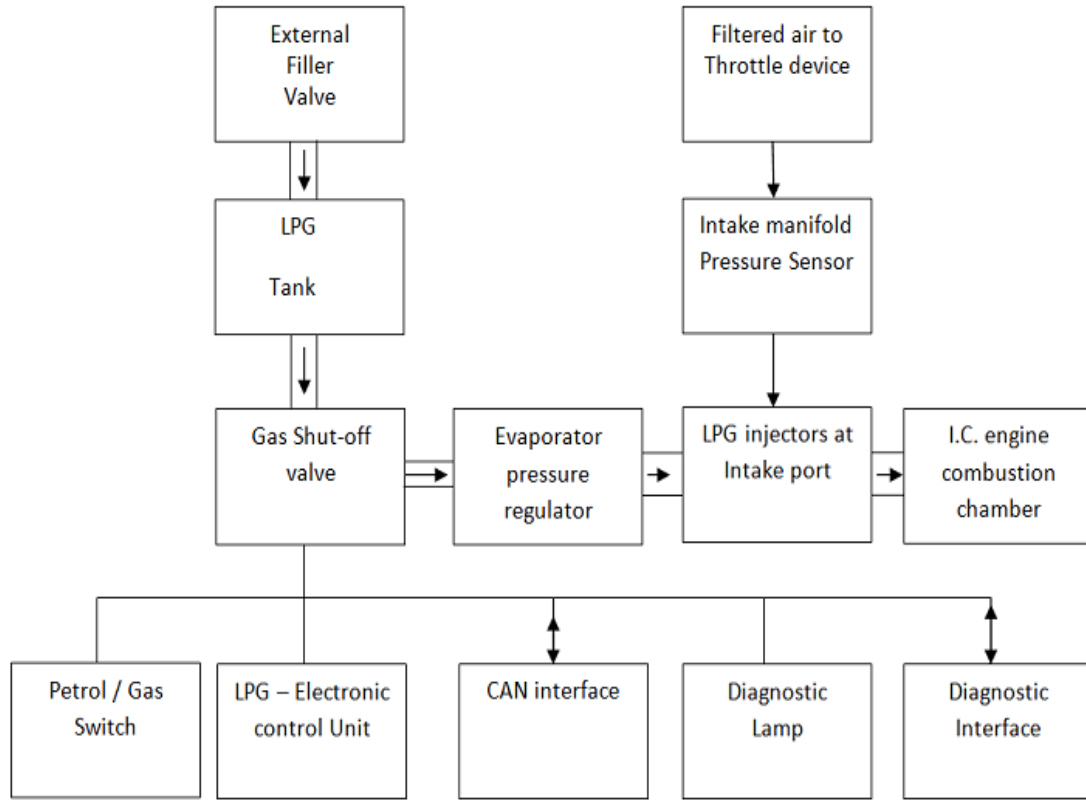 External
Filler
Valve
Filtered air to
Throttle device
LPG
Tank
Intake manifold
Pressure Sensor
Gas Shut-off
valve
Evaporator
pressure
regulator
LPG injectors at
Intake port
I.C. engine
combustion
chamber
Petrol / Gas
Switch
LPG – Electronic
control Unit
CAN interface
Diagnostic
Lamp
Diagnostic
Interface